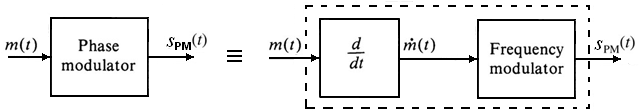 m(t) Phase modulator s_PM(t) ≡ m(t) d/dt ṁ(t) Frequency modulator s_PM(t)